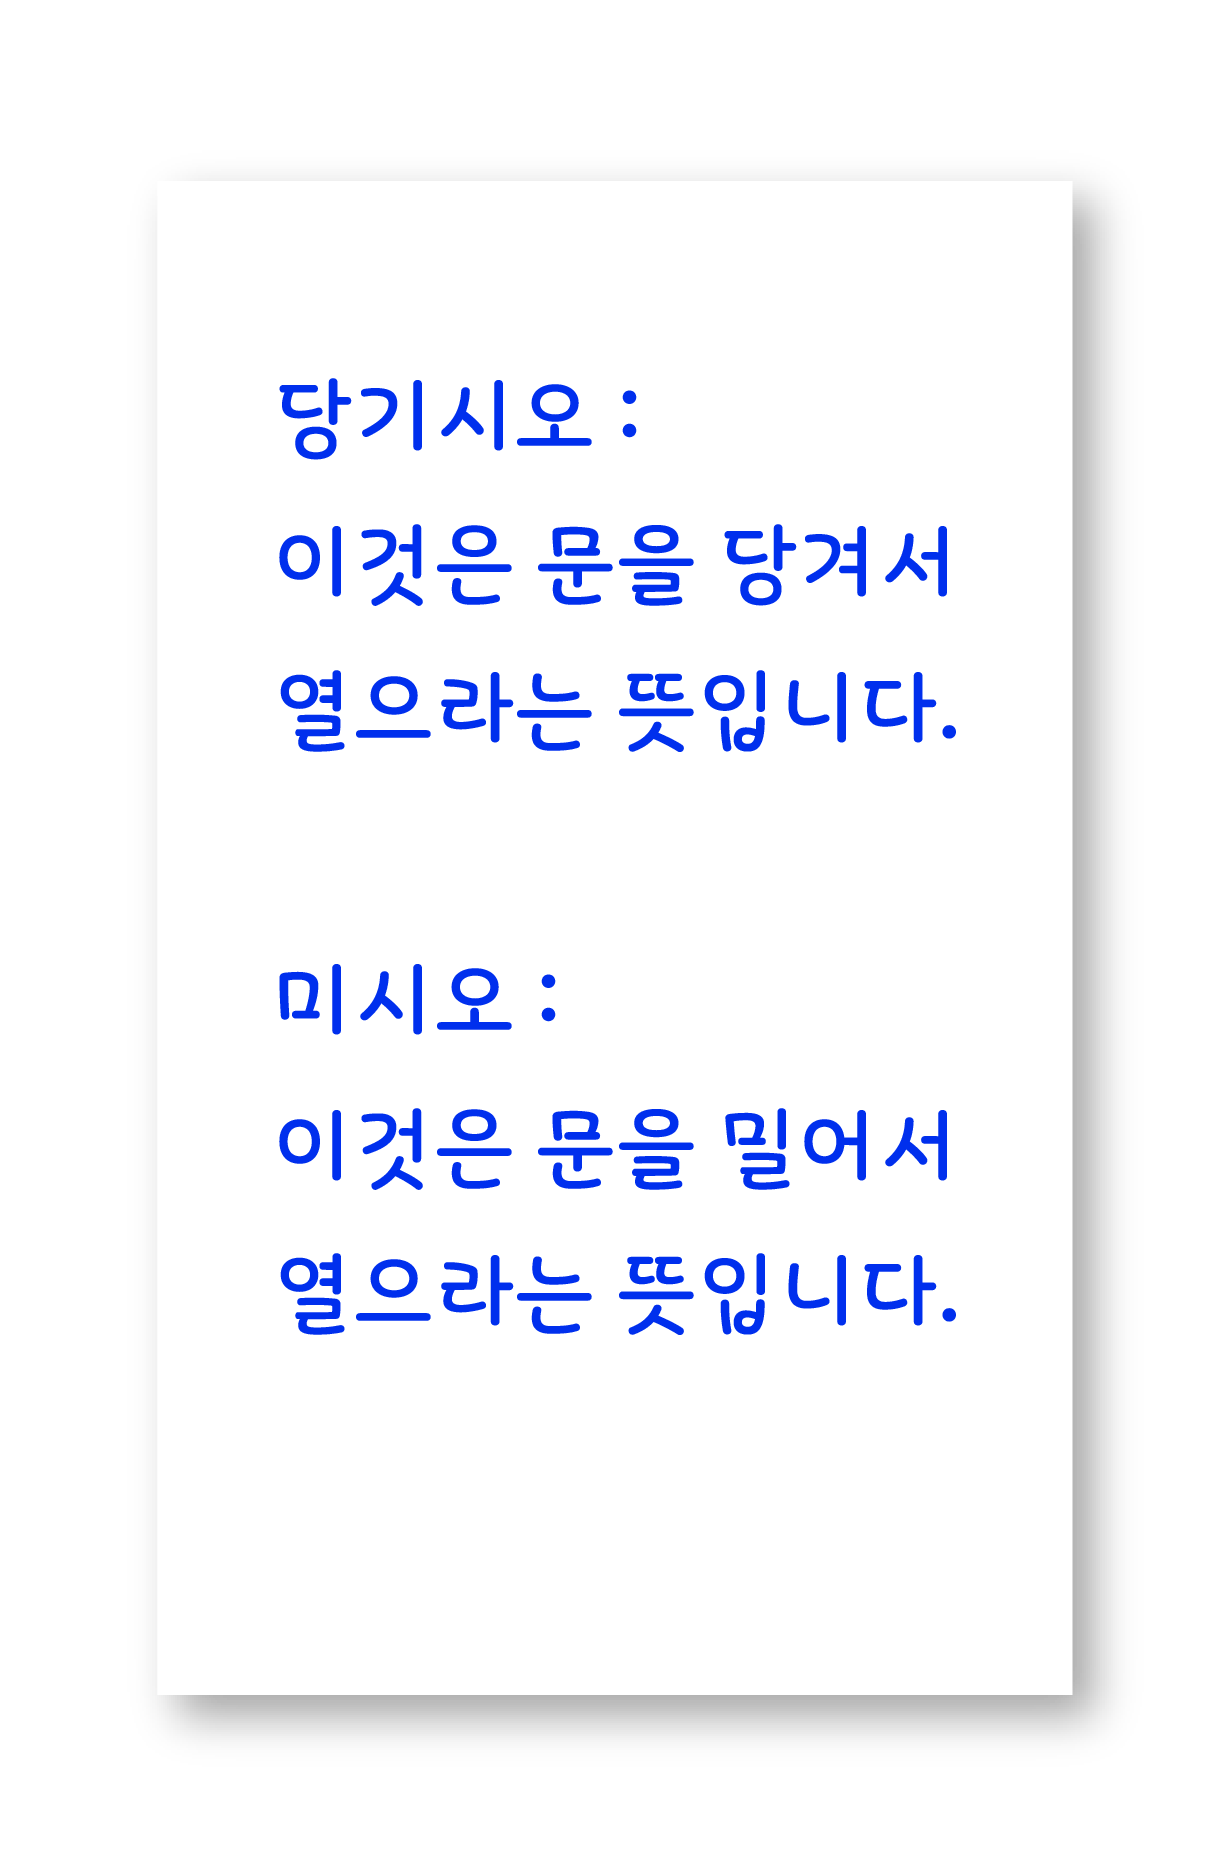 당기시오 :
이것은 문을 당겨서
열으라는 뜻입니다.
미시오 :
이것은 문을 밀어서
열으라는 뜻입니다.